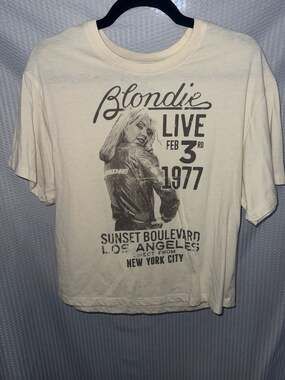 Blondie
LIVE
FEB 3RD
1977
SUNSET BOULEVARD
LOS ANGELES
DIRECT FROM
NEW YORK CITY